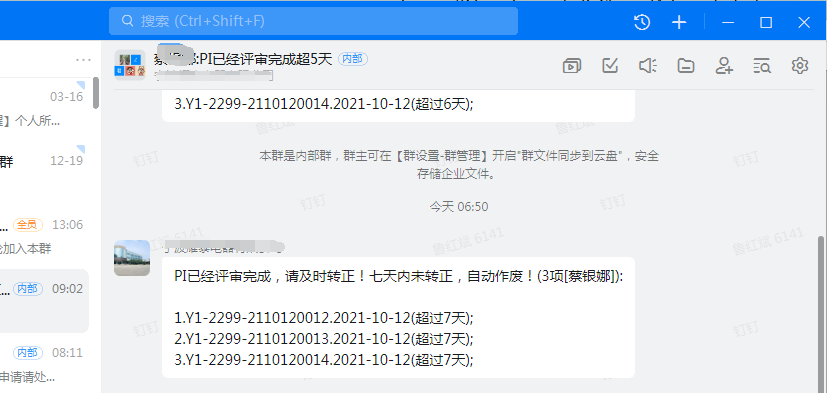 搜索 (Ctrl+Shift+F)
:PI已经评审完成超5天 内部
03-16
】个人所...
群 12-19
... 全员 13:06
加入本群
... 内部 09:02
内部 08:11
申请请处...
3.Y1-2299-2110120014.2021-10-12(超过6天);
本群是内部群，群主可在【群设置-群管理】开启"群文件同步到云盘"，安全
存储企业文件。
今天 06:50
PI已经评审完成，请及时转正！七天内未转正，自动作废！(3项[蔡银娜]):
1.Y1-2299-2110120012.2021-10-12(超过7天);
2.Y1-2299-2110120013.2021-10-12(超过7天);
3.Y1-2299-2110120014.2021-10-12(超过7天);
钉钉
鲁红斌 6141